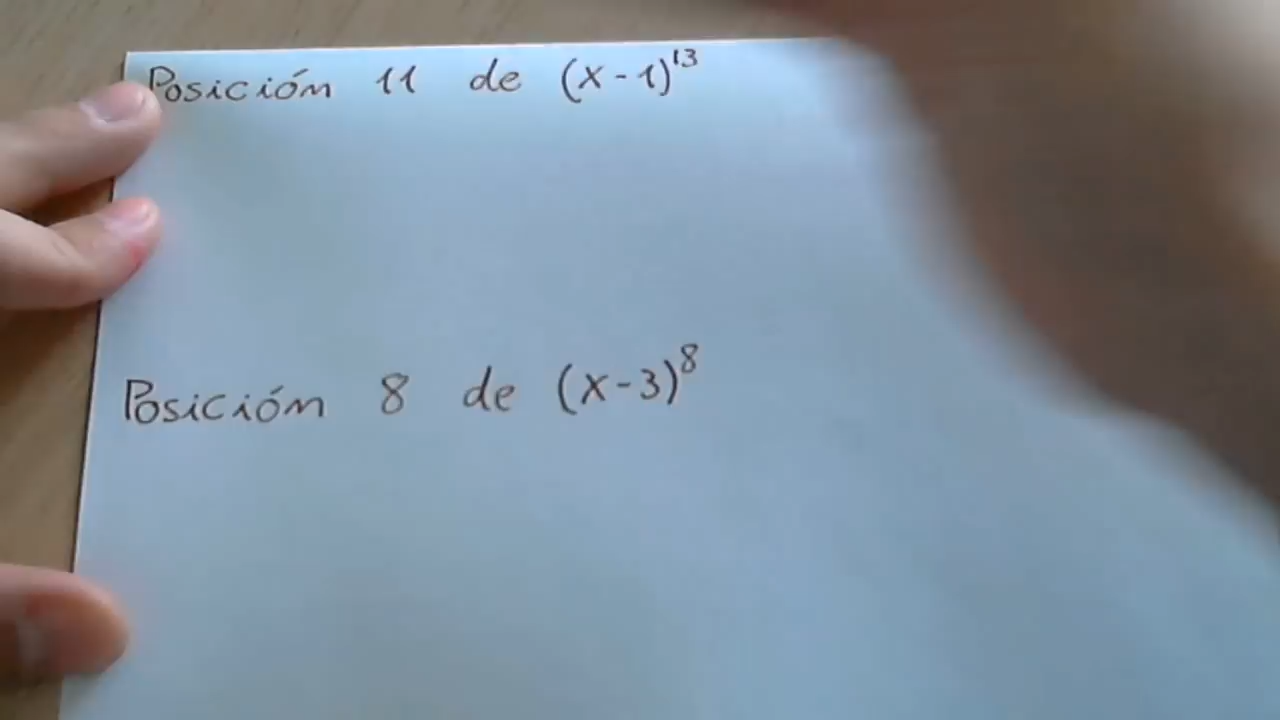 Posición 11 de (x-1)¹³
Posición 8 de (x-3)⁸